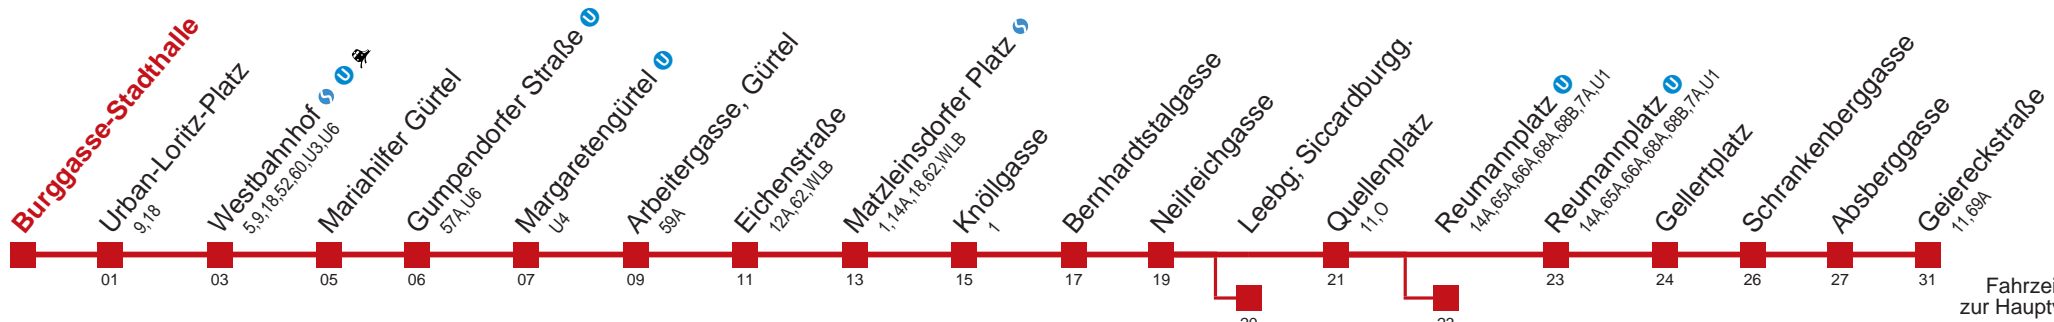 Burggasse-Stadthalle
Urban-Loritz-Platz
9,18
Westbahnhof S U
5,9,18,52,60,U3,U6
Mariahilfer Gürtel
Gumpendorfer Straße U
57A,U6
Margaretengürtel U
U4
Arbeitergasse, Gürtel
59A
Eichenstraße
12A,62,WLB
Matzleinsdorfer Platz S
1,14A,18,62,WLB
Knöllgasse
1
Bernhardtstalgasse
Neilreichgasse
Leebg; Siccardburgg.
Quellenplatz
11,O
Reumannplatz U
14A,65A,66A,68A,68B,7A,U1
Reumannplatz U
14A,65A,66A,68A,68B,7A,U1
Gellertplatz
Schrankenberggasse
Absberggasse
Geiereckstraße
11,69A
01 03 05 06 07 09 11 13 15 17 19 21 23 24 26 27 31
Fahrzei
zur Hauptv